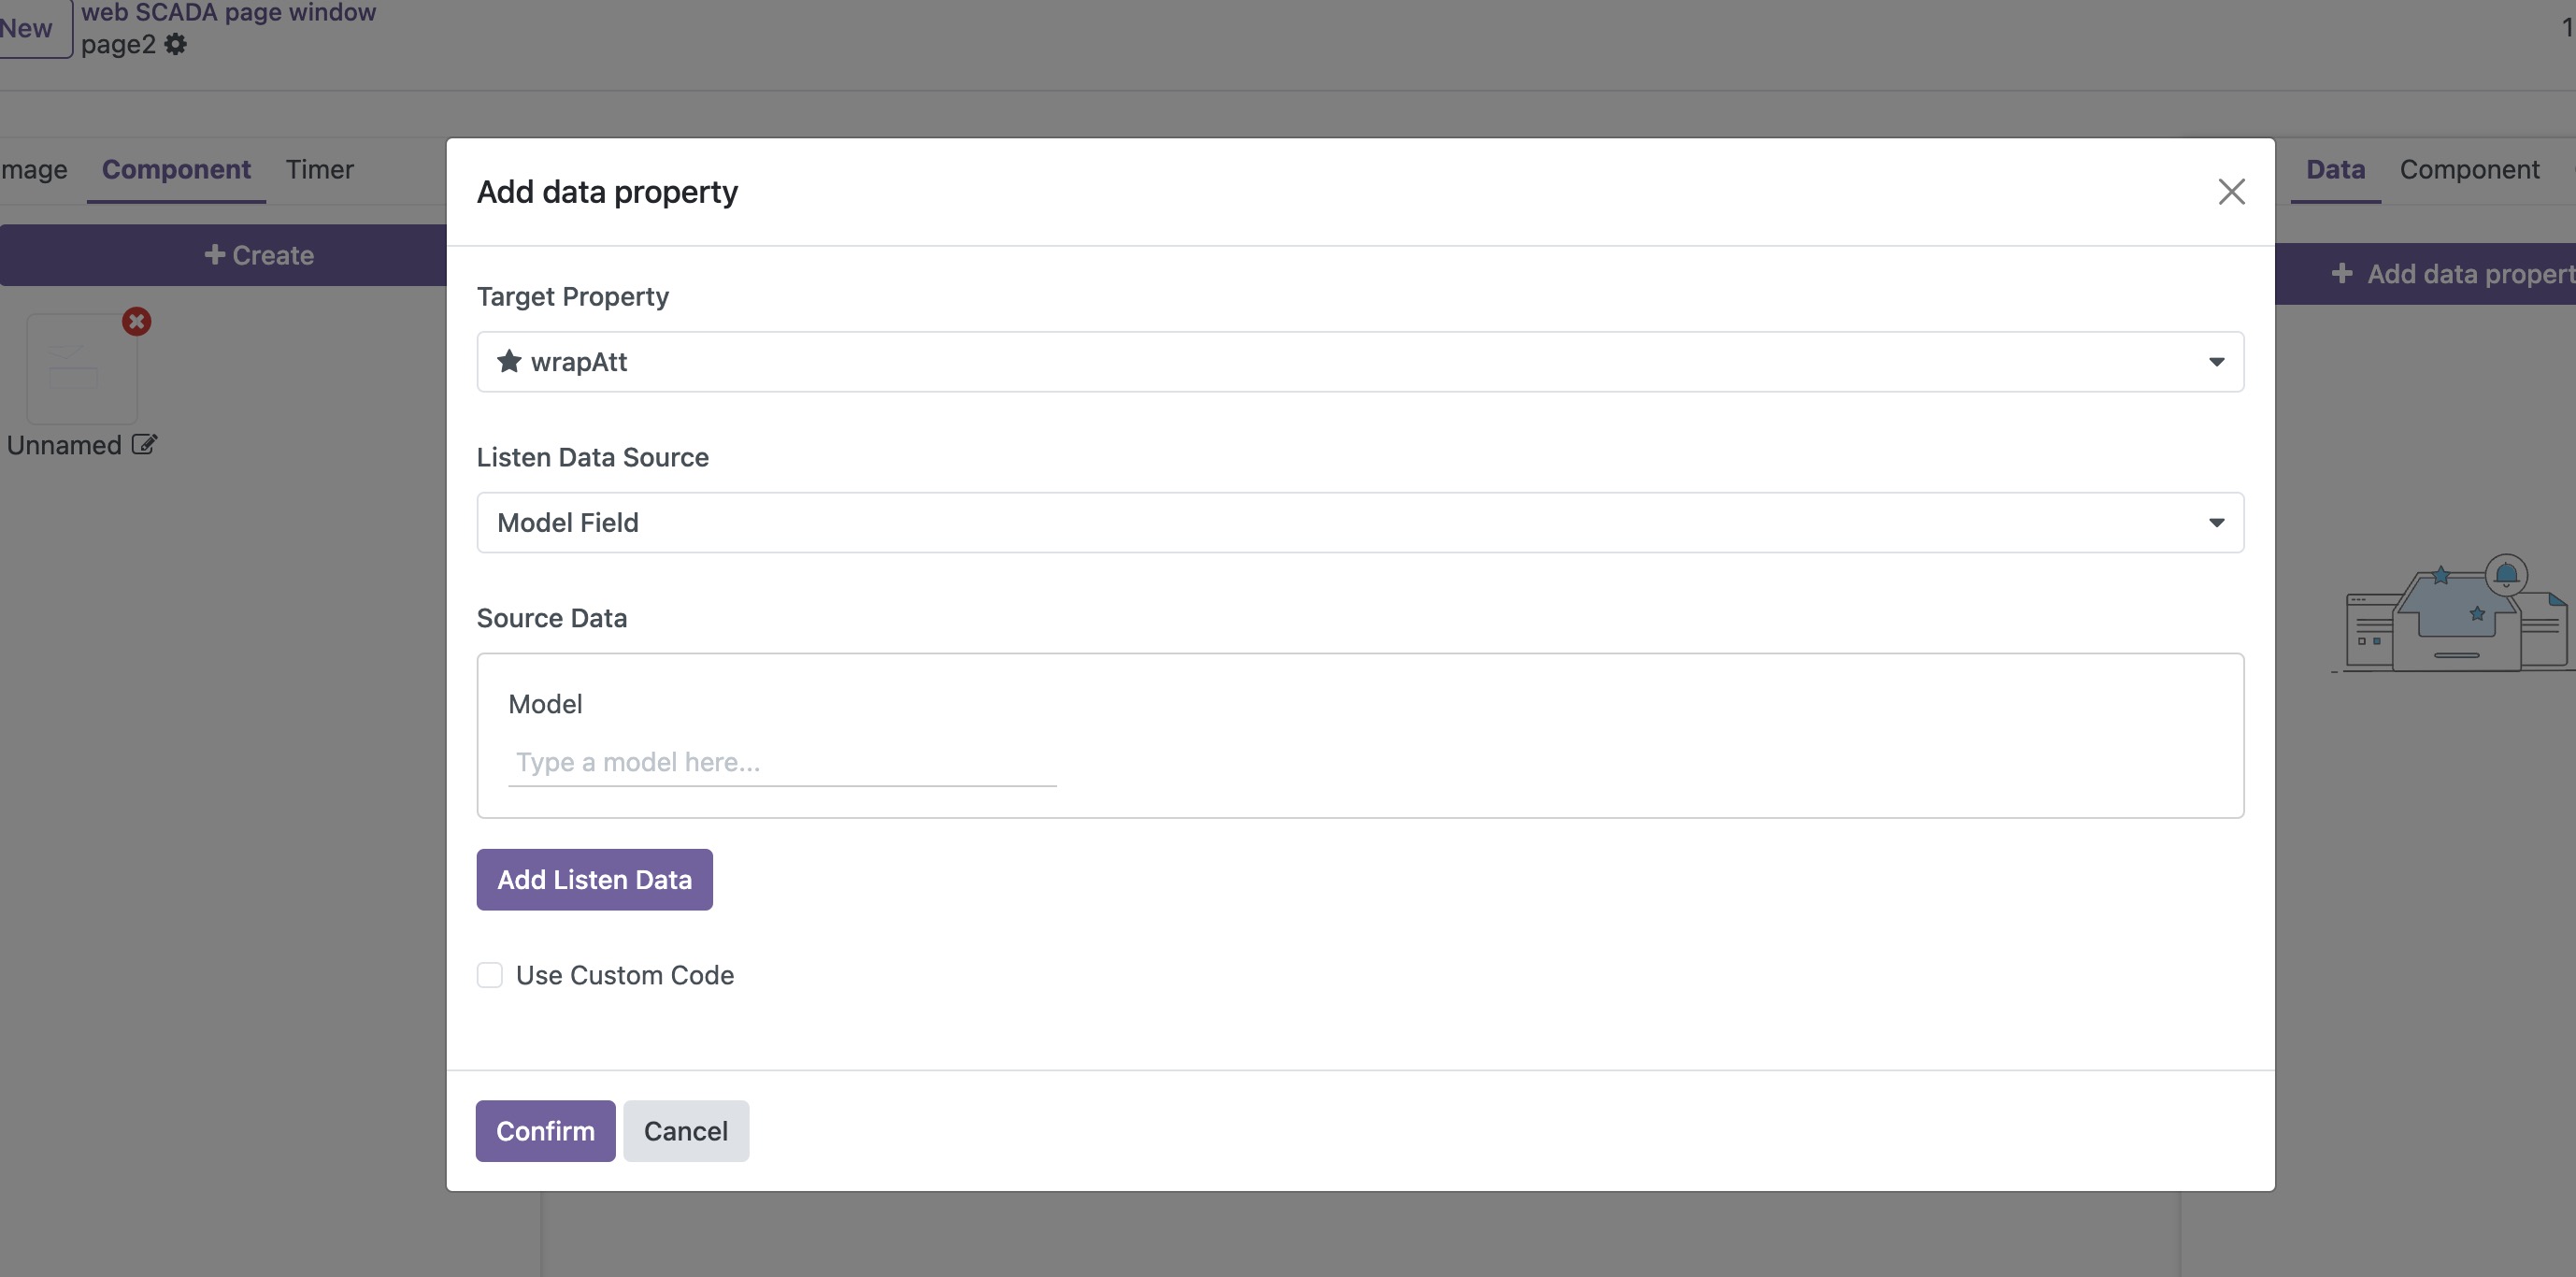 New
web SCADA page window
page2
1
mage
Component
Timer
Create
Unnamed
Add data property
Target Property
wrapAtt
Listen Data Source
Model Field
Source Data
Model
Type a model here...
Add Listen Data
Use Custom Code
Confirm
Cancel
Data
Component
Add data propert